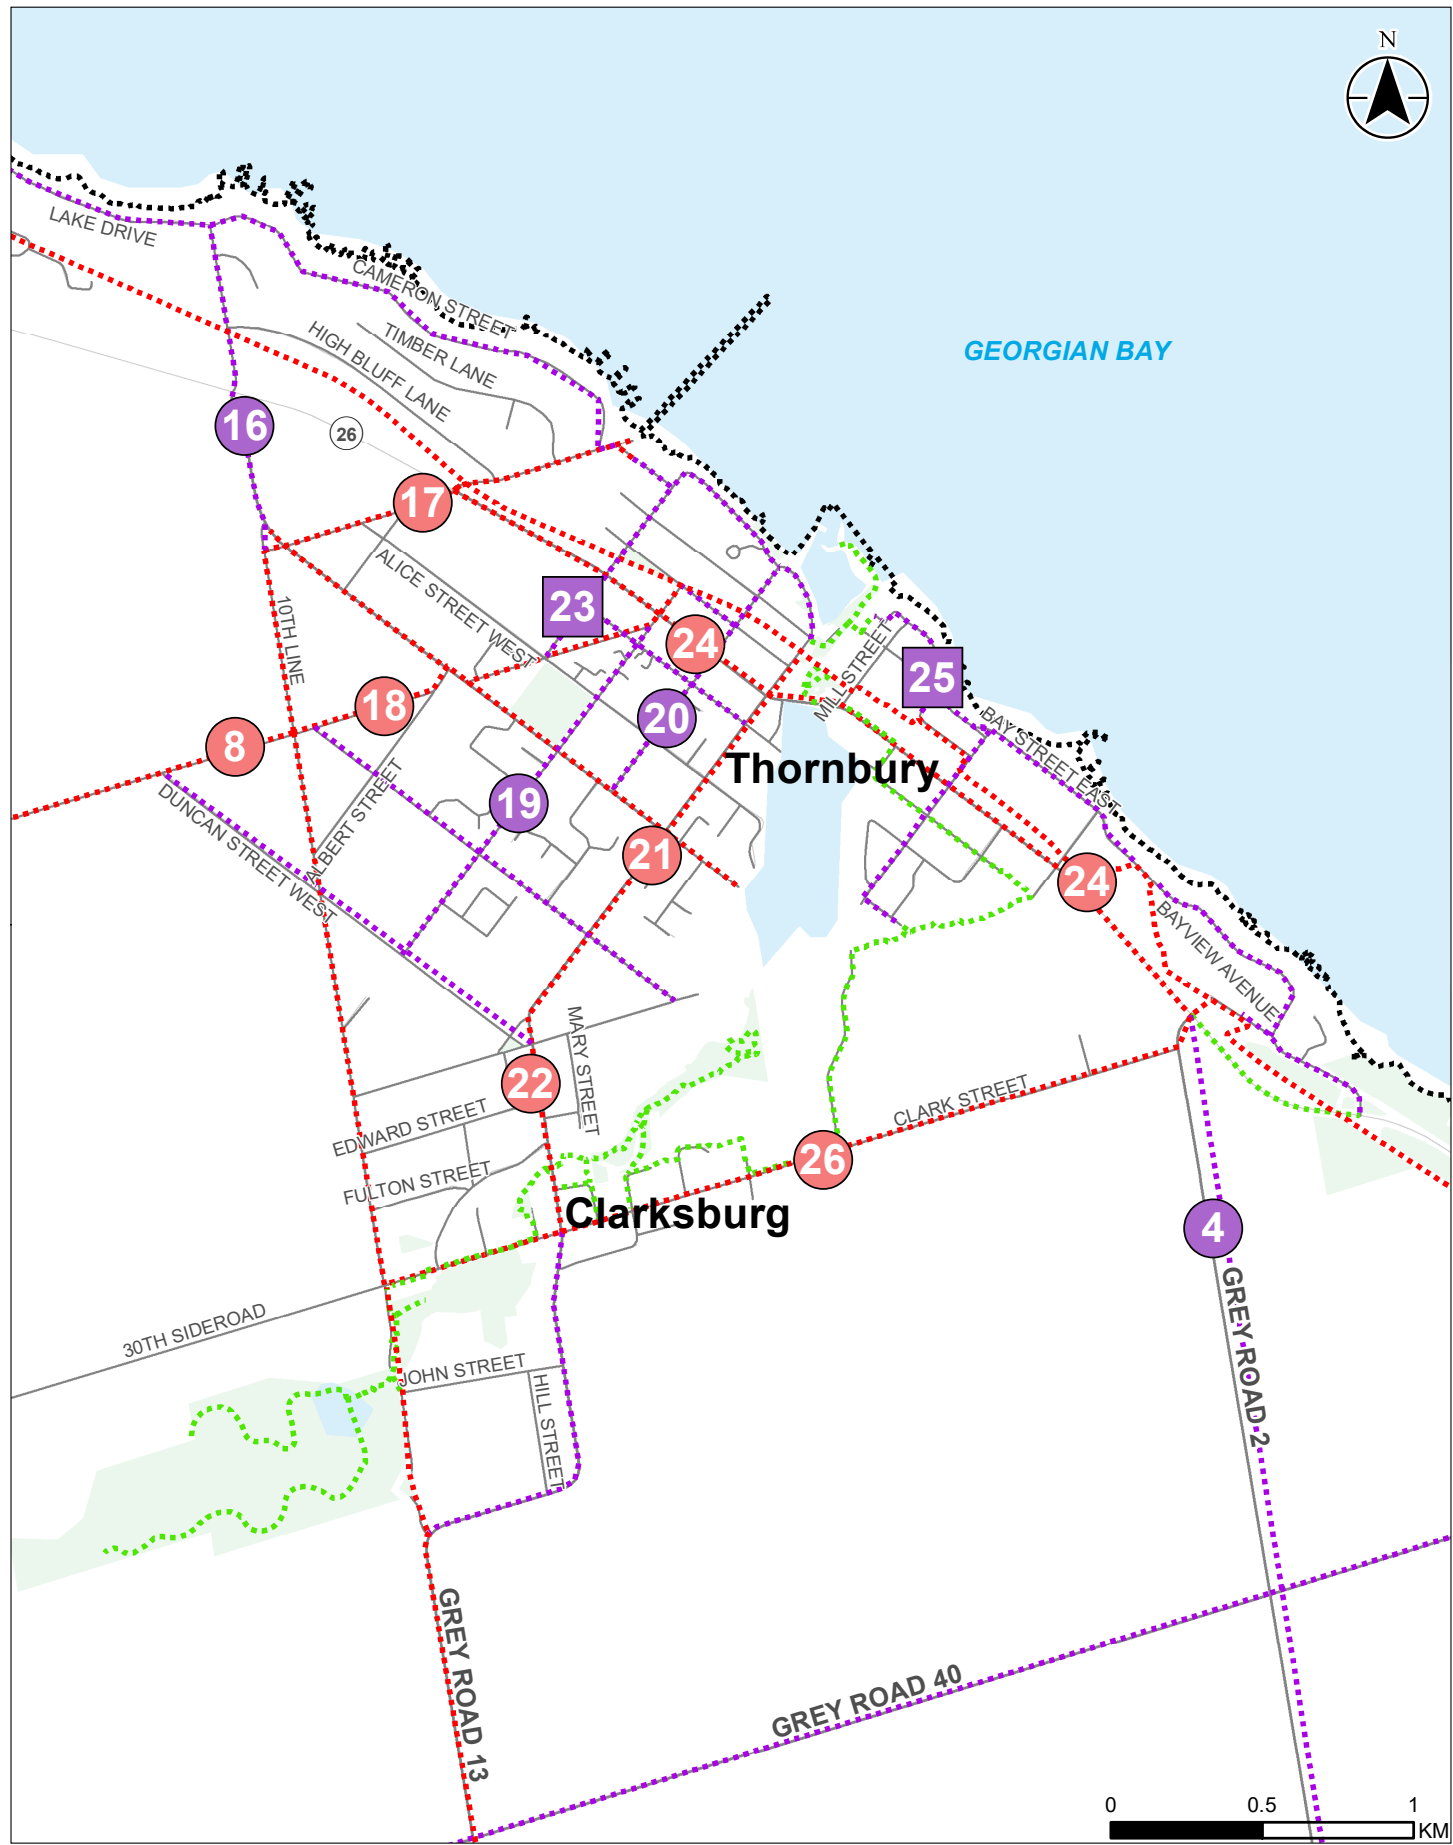 N
LAKE DRIVE
CAMERON STREET
GEORGIAN BAY
TIMBER LANE
HIGH BLUFF LANE
16
26
17
ALICE STREET WEST
23
10TH LINE
24
MILL STREET
25
18
20
8
BAY STREET EAST
Thornbury
19
DUNCAN STREET WEST
ALBERT STREET
21
24
BAYVIEW AVENUE
MARY STREET
22
EDWARD STREET
CLARK STREET
26
FULTON STREET
Clarksburg
4
30TH SIDEROAD
GREY ROAD 2
JOHN STREET
HILL STREET
GREY ROAD 13
GREY ROAD 40
0 0.5 1
KM